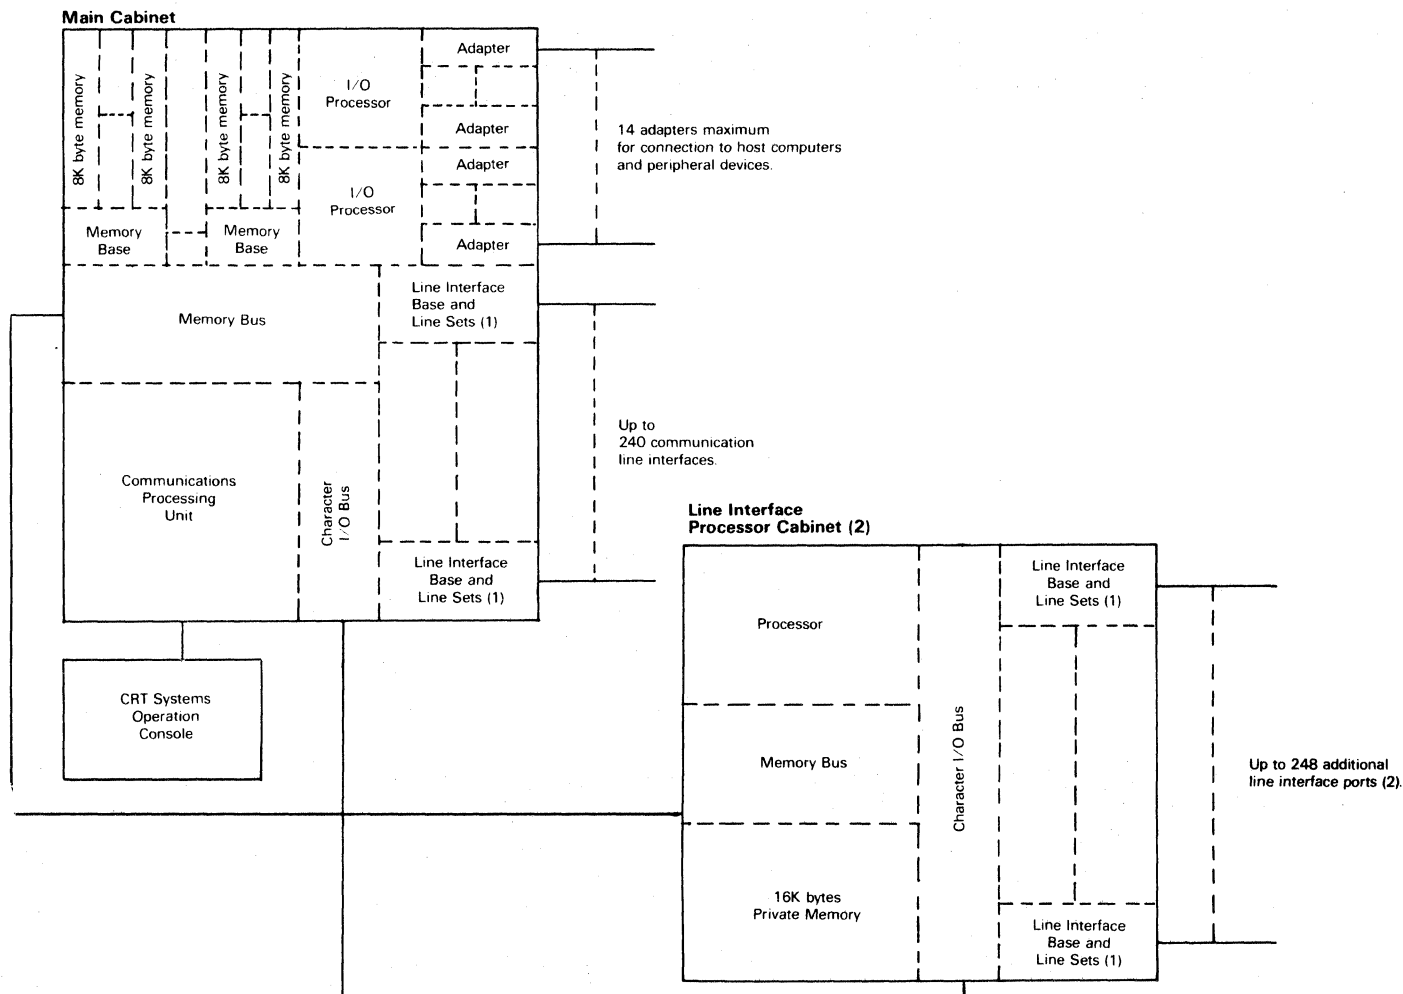 Main Cabinet
8K byte memory
8K byte memory
8K byte memory
8K byte memory
Memory
Base
Memory
Base
I/O
Processor
I/O
Processor
Adapter
Adapter
Adapter
Adapter
14 adapters maximum
for connection to host computers
and peripheral devices.
Memory Bus
Line Interface
Base and
Line Sets (1)
Up to
240 communication
line interfaces.
Communications
Processing
Unit
Character
I/O Bus
Line Interface
Base and
Line Sets (1)
CRT Systems
Operation
Console
Line Interface
Processor Cabinet (2)
Processor
Memory Bus
16K bytes
Private Memory
Character I/O Bus
Line Interface
Base and
Line Sets (1)
Line Interface
Base and
Line Sets (1)
Up to 248 additional
line interface ports (2).